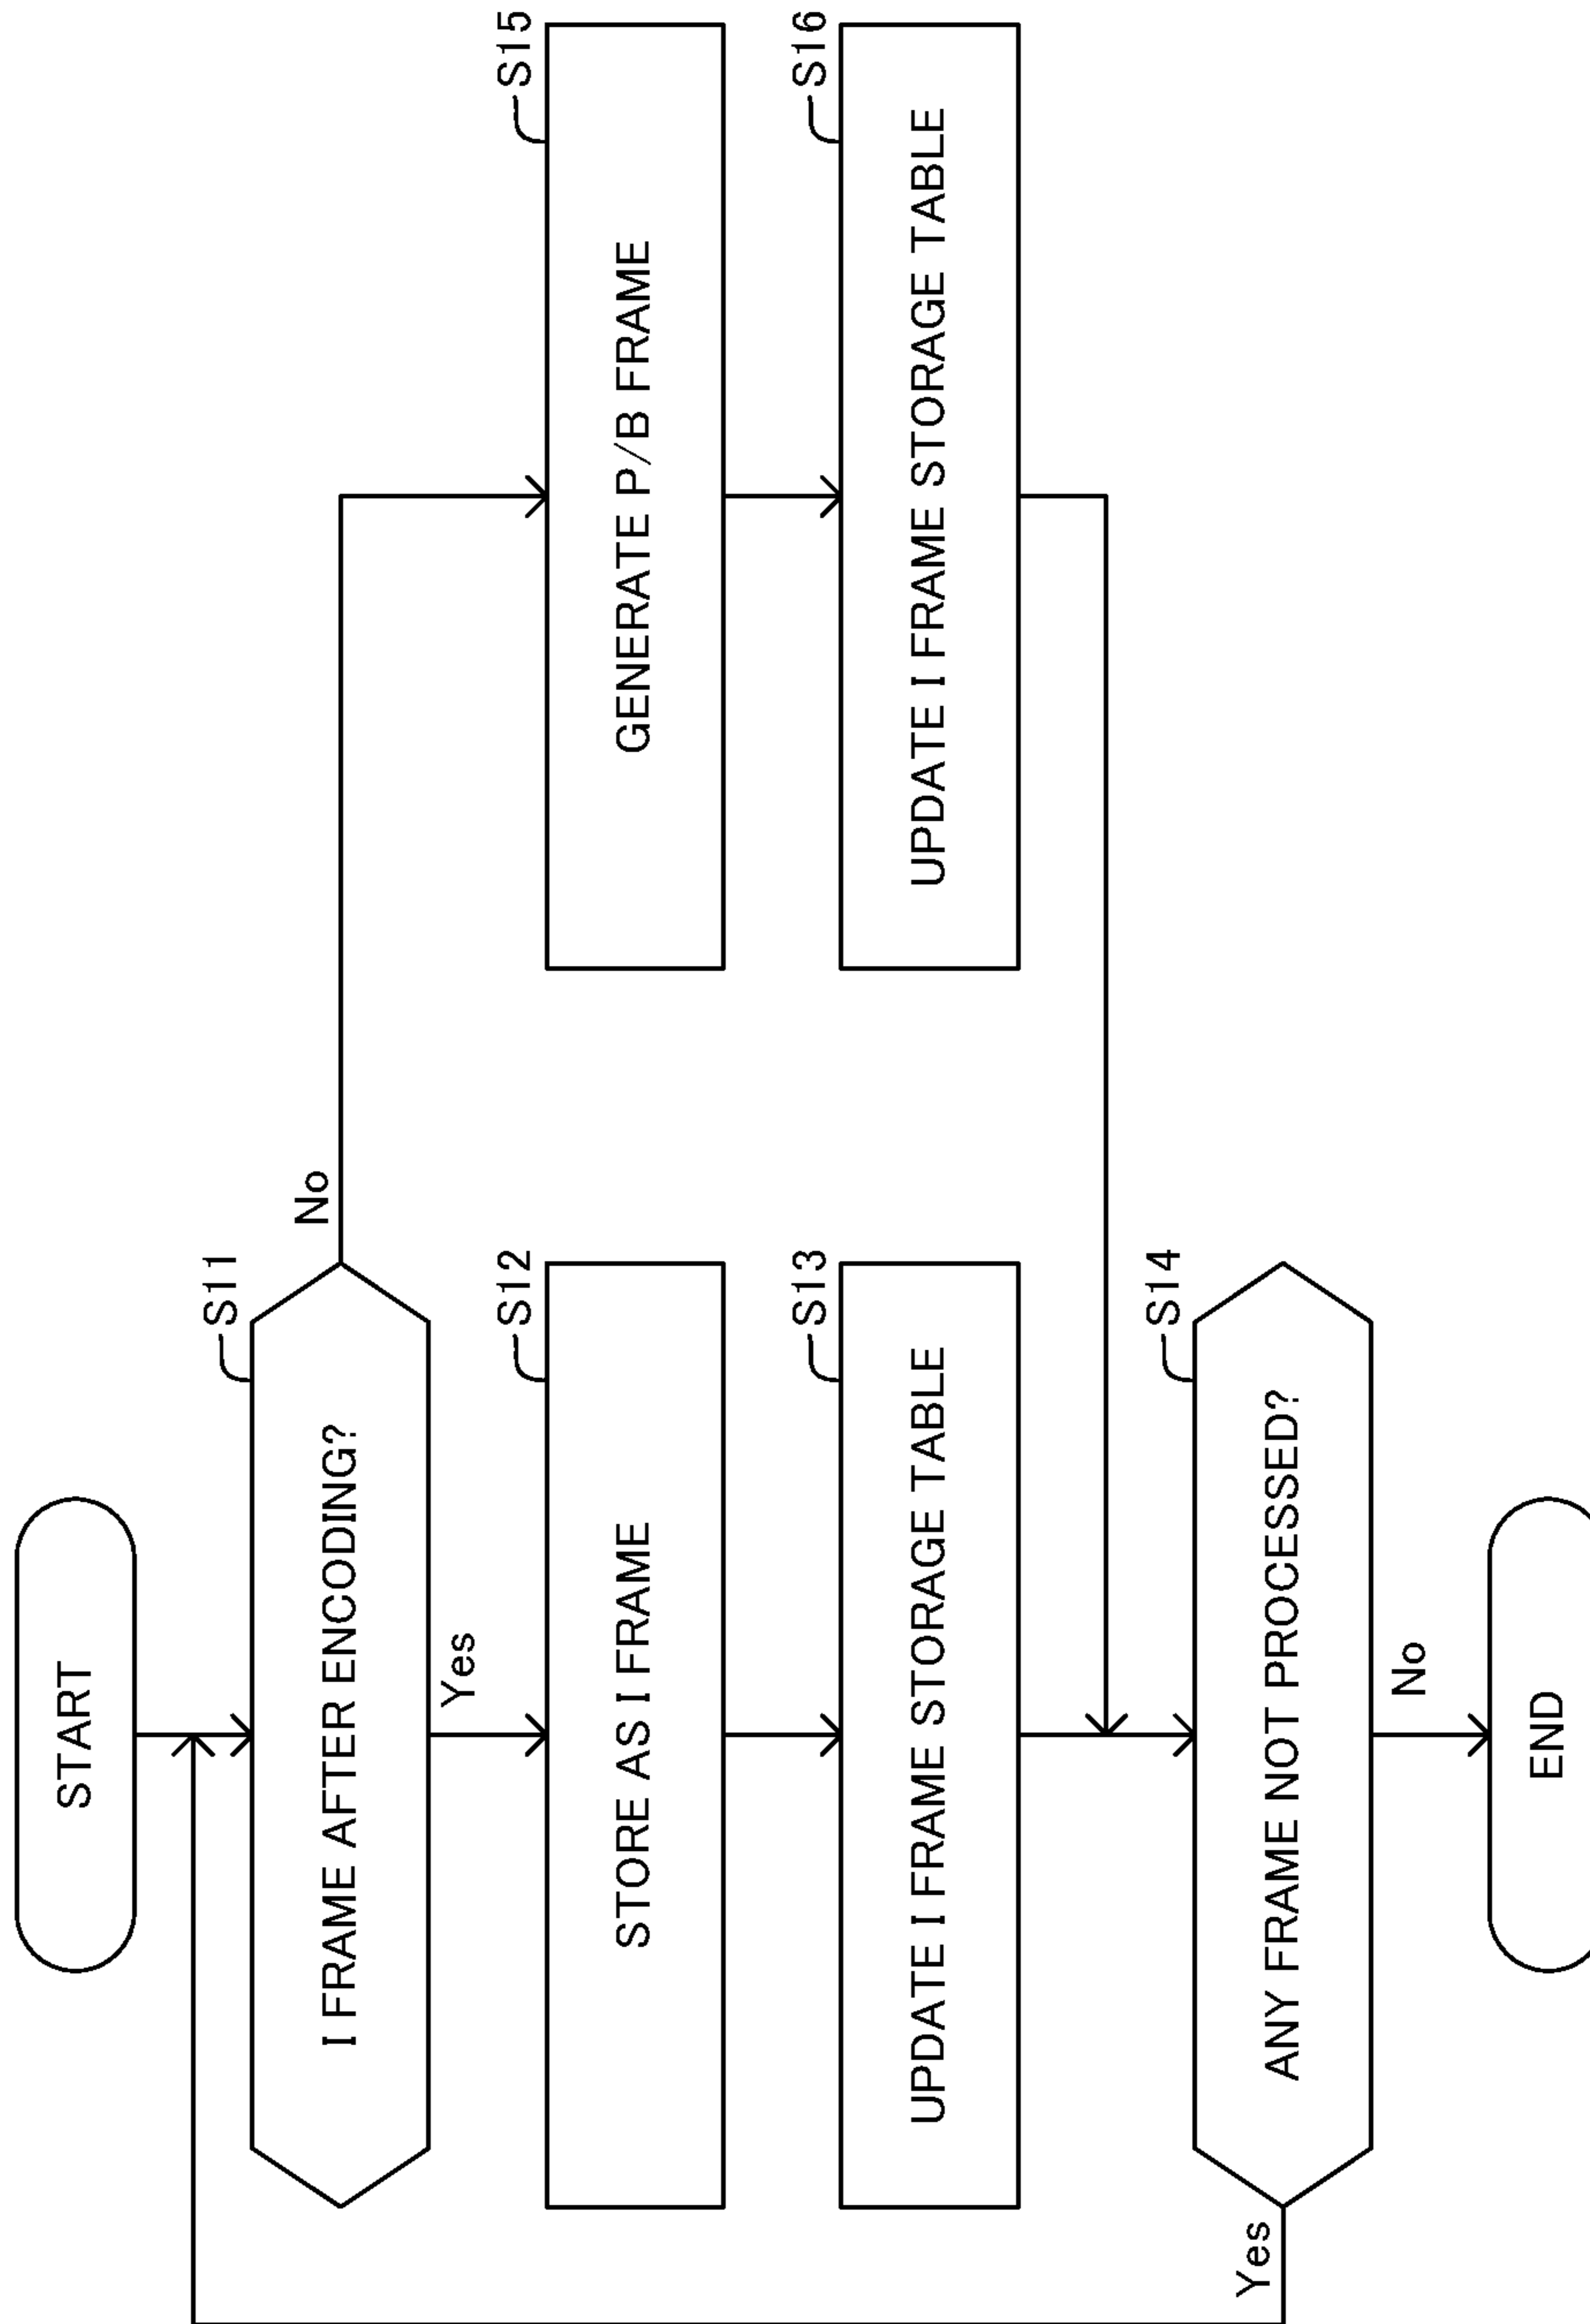 START
S11
I FRAME AFTER ENCODING?
No
Yes
S12
STORE AS I FRAME
S15
GENERATE P/B FRAME
S13
UPDATE I FRAME STORAGE TABLE
S16
UPDATE I FRAME STORAGE TABLE
S14
ANY FRAME NOT PROCESSED?
Yes
No
END